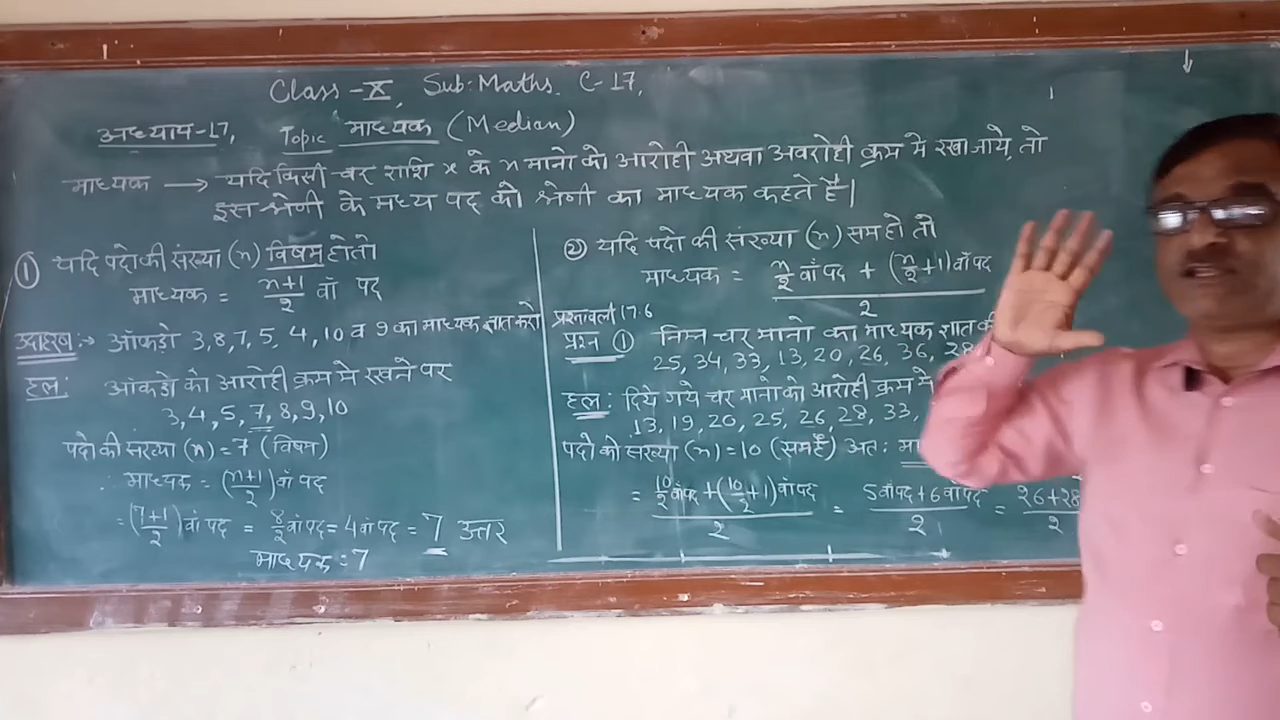 Class-X, Sub:Maths. C-17,
अध्याय-17, Topic माध्यक (Median)
माध्यक → यदि किसी चर राशि x के n मानो को आरोही अथवा अवरोही क्रम मे रखा जाये, तो
इस श्रेणी के मध्य पद को श्रेणी का माध्यक कहते है।
① यदि पदो की संख्या (n) विषम हो तो
माध्यक = (n+1)/2 वाँ पद
उदाहरण:→ आँकड़ो 3,8,7,5,4,10 व 9 का माध्यक ज्ञात करो
हल: आंकडो को आरोही क्रम मे रखने पर
3,4,5,7,8,9,10
पदो की संख्या (n)=7 (विषम)
∴ माध्यक = (n+1/2) वाँ पद
=(7+1/2) वाँ पद = 8/2 वाँ पद = 4 वाँ पद = 7 उत्तर
माध्यक = 7
② यदि पदो की संख्या (n) सम हो तो
माध्यक = n/2 वाँ पद + (n/2+1) वाँ पद / 2
प्रश्नावली 17.6
प्रश्न ① निम्न चर मानो का माध्यक ज्ञात
25, 34, 33, 13, 20, 26, 36, 28
हल: दिये गये चर मानो को आरोही क्रम मे
13, 19, 20, 25, 26, 28, 33,
पदो की संख्या (n)=10 (सम है) अतः
= 10/2 वाँ पद + (10/2+1) वाँ पद / 2 = 5 वाँ पद + 6 वाँ पद / 2 = 26+28 / 2